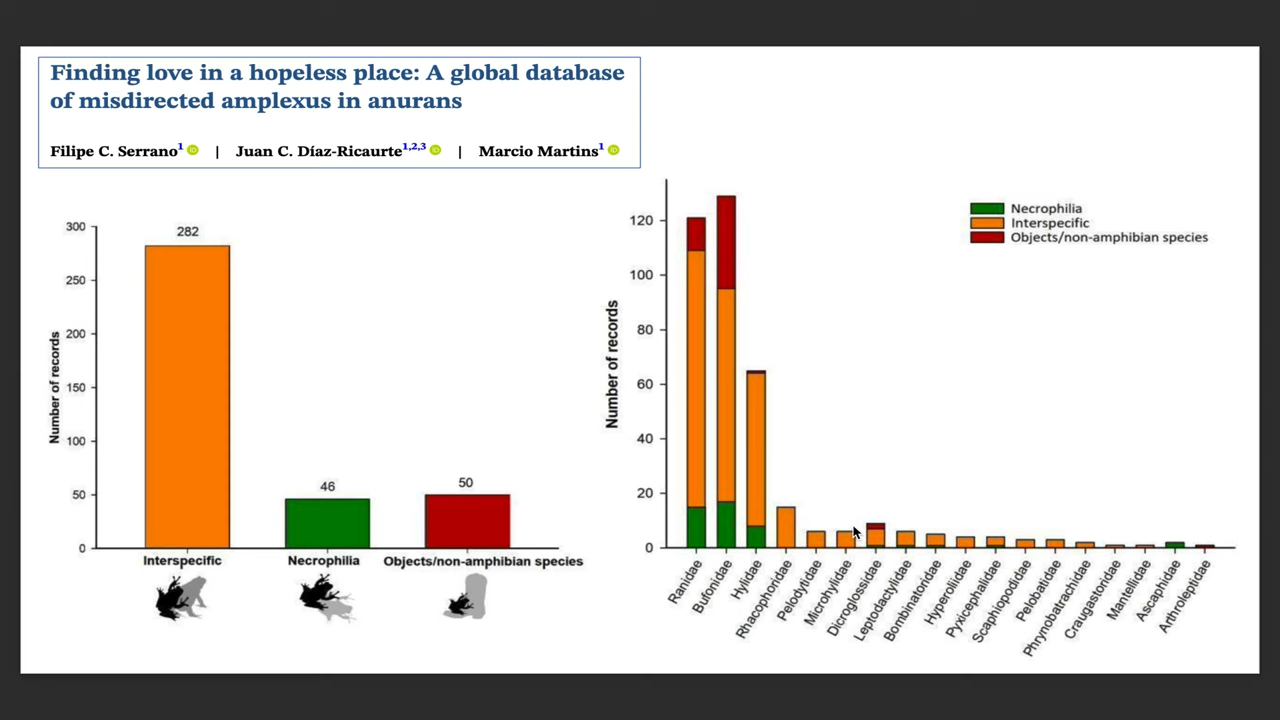 Finding love in a hopeless place: A global database
of misdirected amplexus in anurans
Filipe C. Serrano1 | Juan C. Díaz-Ricaurte1,2,3 | Marcio Martins1
300
250
200
150
100
50
0
Number of records
282
46
50
Interspecific
Necrophilia
Objects/non-amphibian species
120
100
80
60
40
20
0
Number of records
Necrophilia
Interspecific
Objects/non-amphibian species
Ranidae
Bufonidae
Hylidae
Rhacophoridae
Pelodytidae
Microhylidae
Dicroglossidae
Leptodactylidae
Bombinatoridae
Hyperoliidae
Pyxicephalidae
Scaphiopodidae
Pelobatidae
Phrynobatrachidae
Craugastoridae
Mantellidae
Ascaphidae
Arthroleptidae